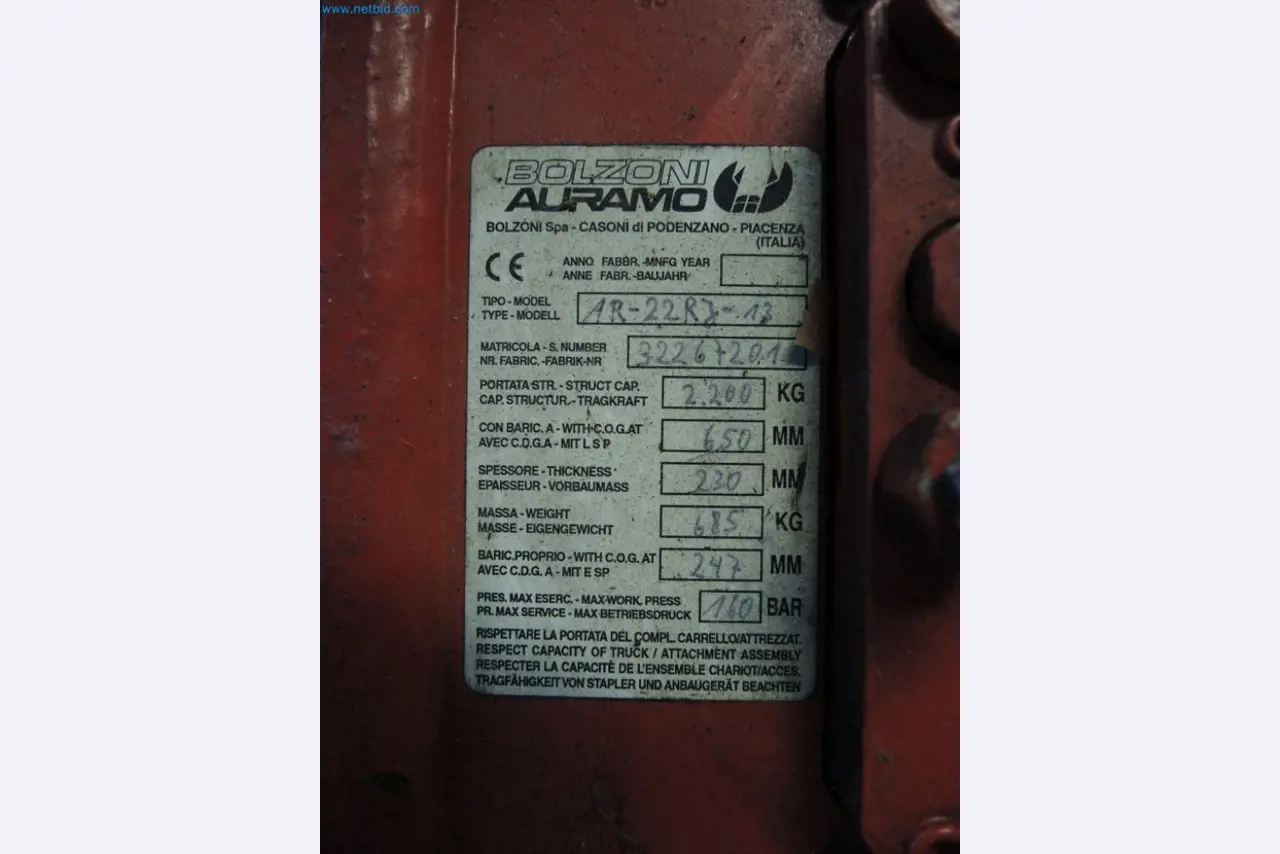 www.netbid.com
BOLZONI
AURAMO
BOLZONI Spa - CASONI di PODENZANO - PIACENZA
(ITALIA)
CE
ANNO FABBR. -MNFG YEAR
ANNE FABR. -BAUJAHR
TIPO - MODEL
TYPE - MODELL
MATRICOLA - S. NUMBER
NR. FABRIC. -FABRIK-NR
PORTATA STR. - STRUCT CAP. 2.200 KG
CAP. STRUCTUR. - TRAGKRAFT
CON BARIC. A - WITH C.O.G.AT 650 MM
AVEC C.D.G.A - MIT L S P
SPESSORE - THICKNESS 230 MM
EPAISSEUR - VORBAUMASS
MASSA - WEIGHT 685 KG
MASSE - EIGENGEWICHT
BARIC.PROPRIO - WITH C.O.G. AT 247 MM
AVEC C.D.G. A - MIT E SP
PRES. MAX ESERC. - MAX-WORK. PRESS 160 BAR
PR. MAX SERVICE - MAX BETRIEBSDRUCK
RISPETTARE LA PORTATA DEL COMPL. CARRELLO/ATTREZZAT.
RESPECT CAPACITY OF TRUCK / ATTACHMENT ASSEMBLY
RESPECTER LA CAPACITÈ DE L'ENSEMBLE CHARIOT/ACCES.
TRAGFÄHIGKEIT VON STAPLER UND ANBAUGERÄT BEACHTEN